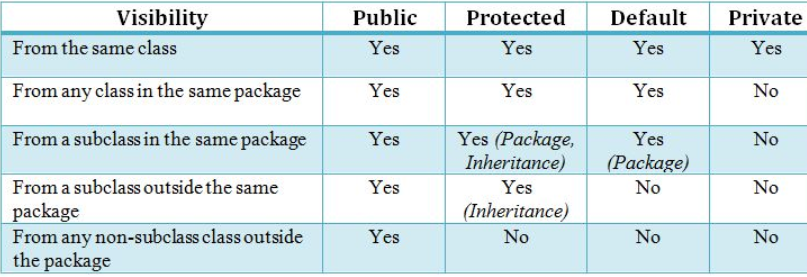 Visibility Public Protected Default Private
From the same class Yes Yes Yes Yes
From any class in the same package Yes Yes Yes No
From a subclass in the same package Yes Yes (Package, Yes No
Inheritance) (Package)
From a subclass outside the same Yes Yes No No
package (Inheritance)
From any non-subclass class outside Yes No No No
the package